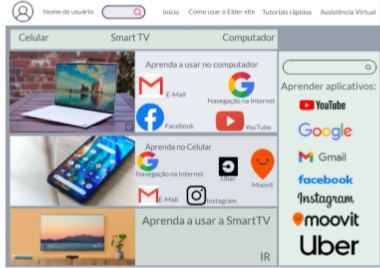 Nome de usuário
Início Como usar o Elder site Tutoriais rápidos Assistência Virtual
Celular Smart TV Computador
Aprenda a usar no computador
E-Mail
Navegação na Internet
Facebook
YouTube
Aprenda no Celular
Navegação na Internet
Uber
Uber
Moovit
E-Mail
Instagram
Aprenda a usar a SmartTV
IR
Aprender aplicativos:
YouTube
Google
Gmail
facebook
Instagram
moovit
Uber